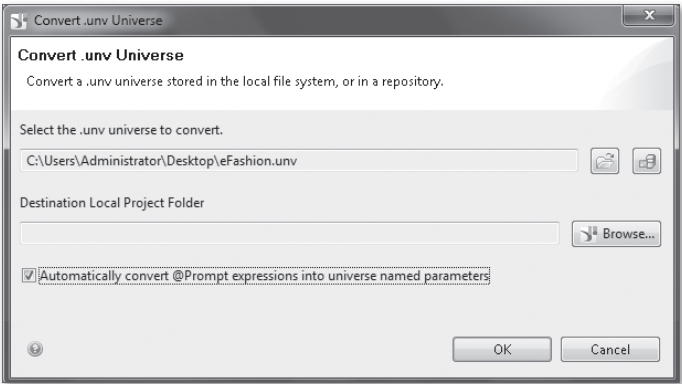 Convert .unv Universe
Convert .unv Universe
Convert a .unv universe stored in the local file system, or in a repository.
Select the .unv universe to convert.
C:\Users\Administrator\Desktop\eFashion.unv
Destination Local Project Folder
Browse...
Automatically convert @Prompt expressions into universe named parameters
OK Cancel